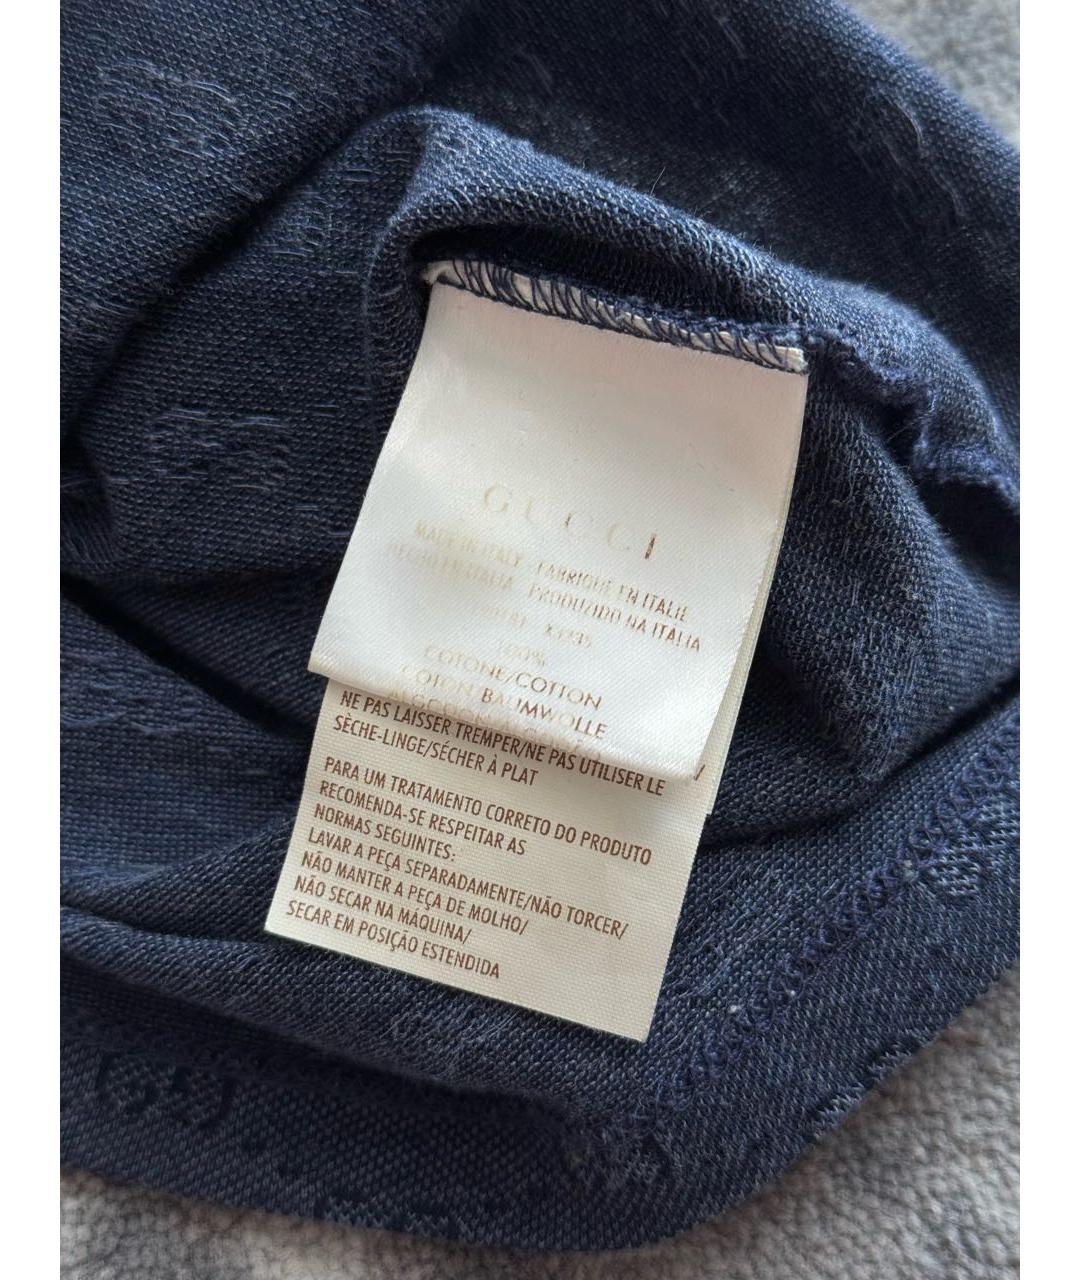 GUCCI
MADE IN ITALY - FABRIQUÉ EN ITALIE
HECHO EN ITALIA - PRODUZIDO NA ITÁLIA
100%
COTONE/COTTON
COTON BAUMWOLLE
NE PAS LAISSER TREMPER/NE PAS UTILISER LE
SÈCHE-LINGE/SÉCHER À PLAT
PARA UM TRATAMENTO CORRETO DO PRODUTO
RECOMENDA-SE RESPEITAR AS
NORMAS SEGUINTES:
LAVAR A PEÇA SEPARADAMENTE/NÃO TORCER/
NÃO MANTER A PEÇA DE MOLHO/
NÃO SECAR NA MÁQUINA/
SECAR EM POSIÇÃO ESTENDIDA